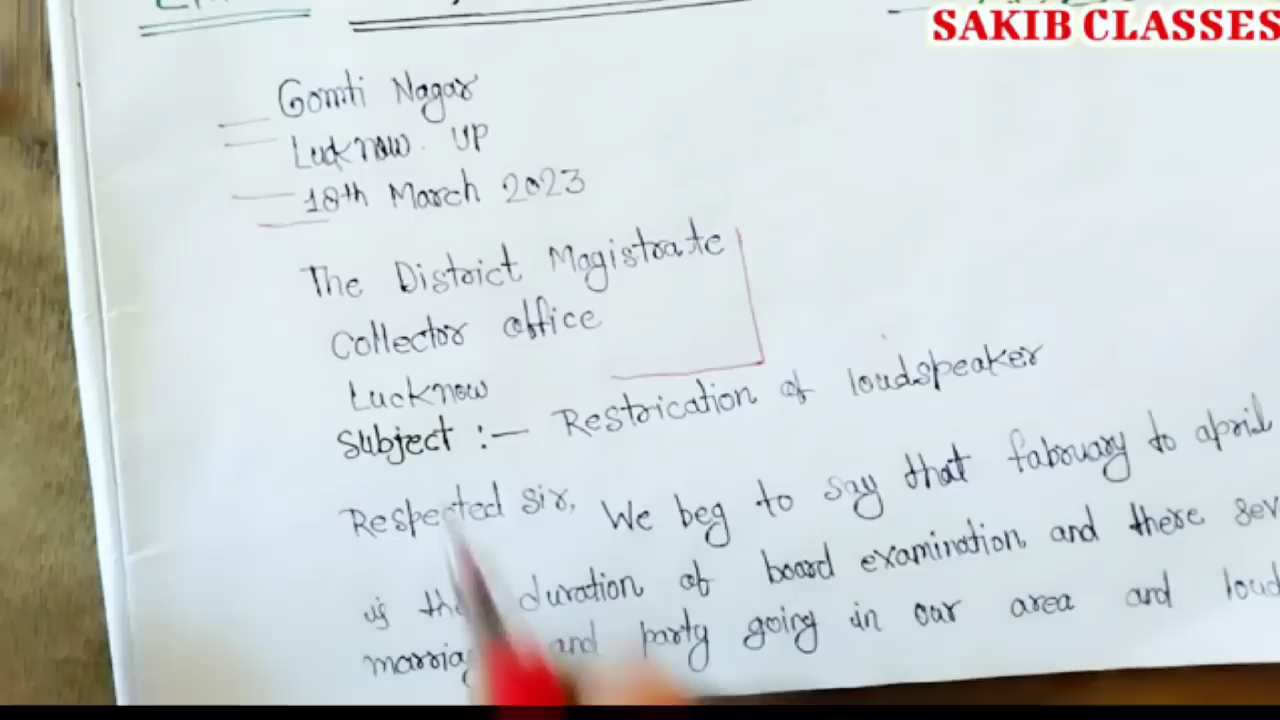 SAKIB CLASSES
Gomti Nagar
Lucknow. UP
18th March 2023
The District Magistrate
Collector office
Lucknow
Subject :- Restrication of loudspeaker
Respected sir, We beg to say that fabruary to april
is the duration of board examination and there sev
and party going in our area and loud